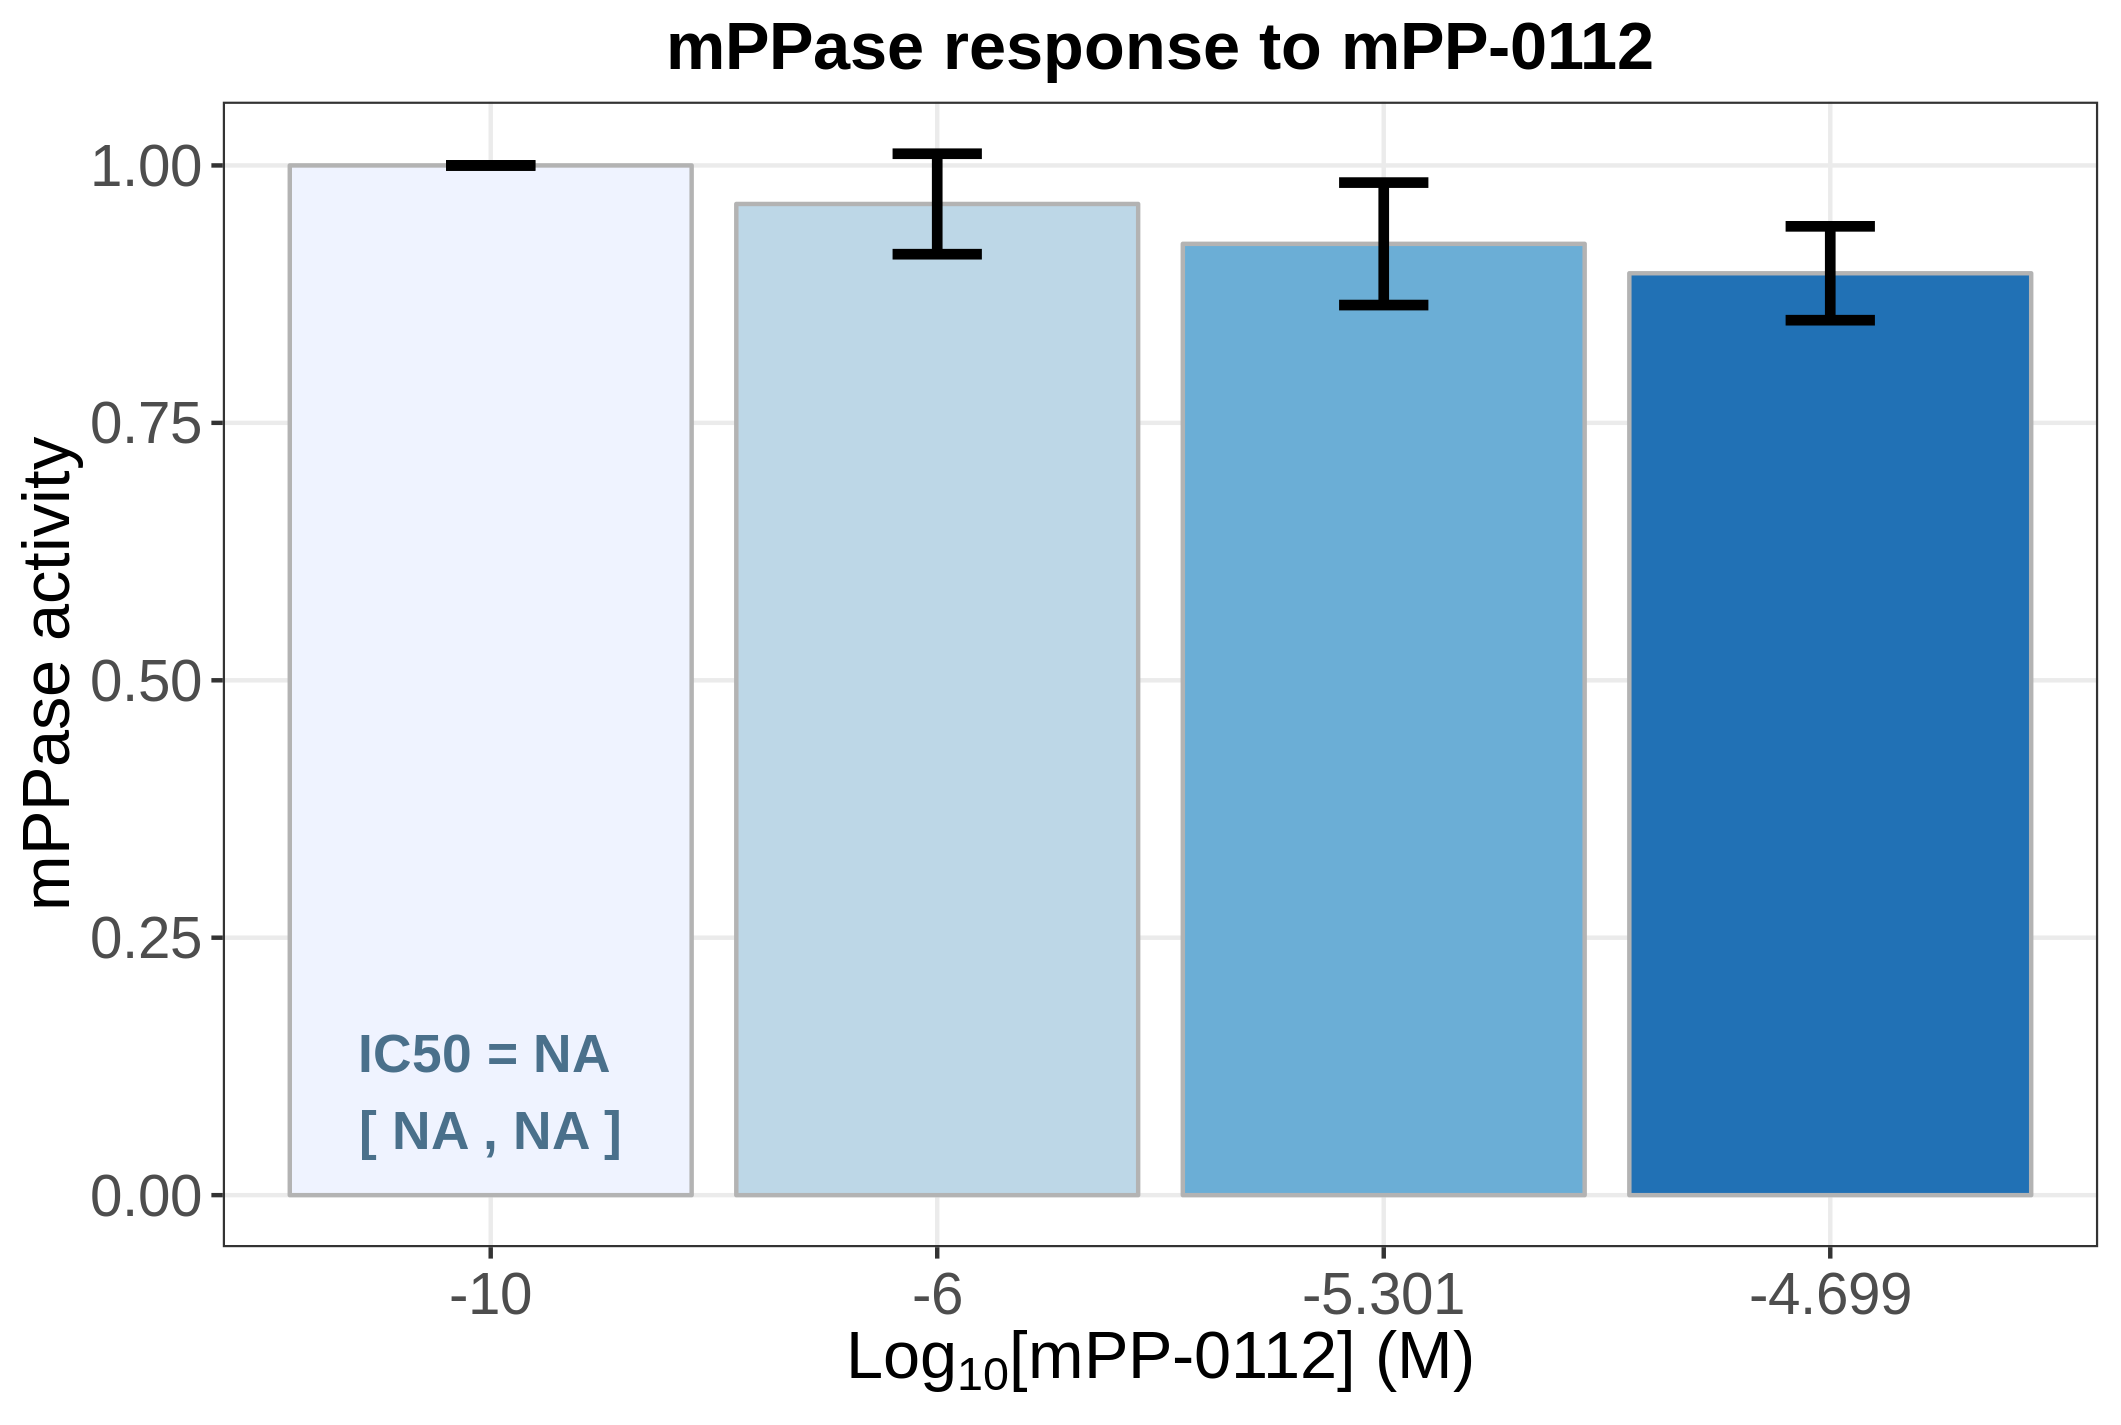 mPPase response to mPP-0112
mPPase activity
1.00
0.75
0.50
0.25
0.00
IC50 = NA
[ NA , NA ]
-10
-6
-5.301
-4.699
Log₁₀[mPP-0112] (M)